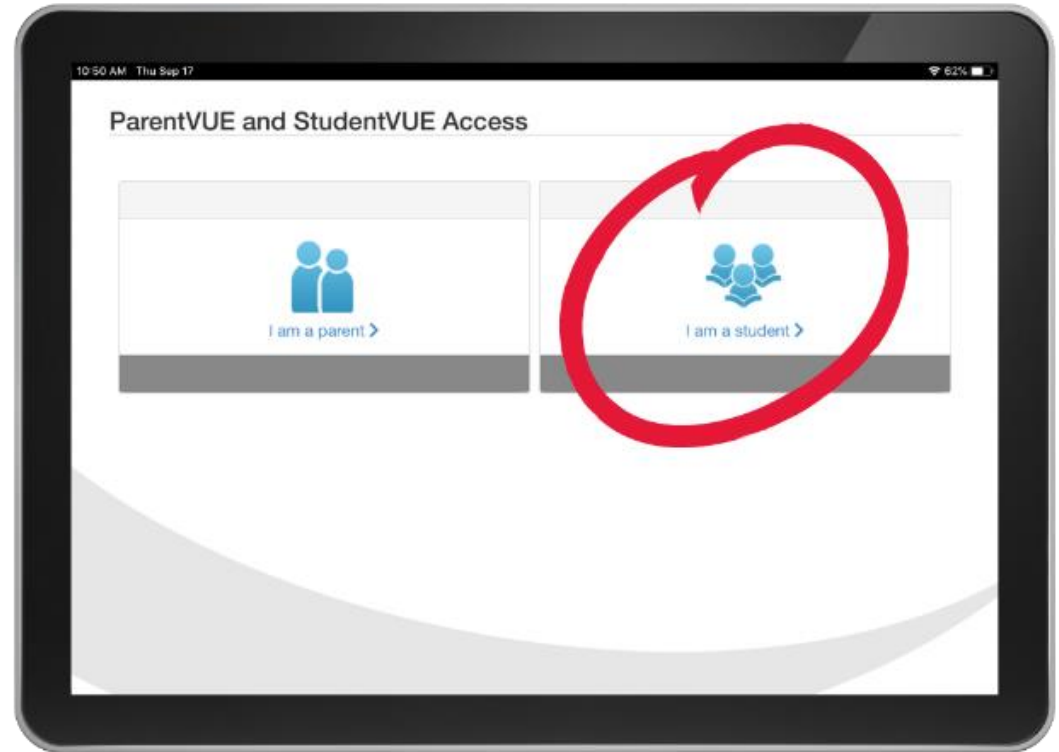 10:50 AM Thu Sep 17
62%
ParentVUE and StudentVUE Access
I am a parent
I am a student